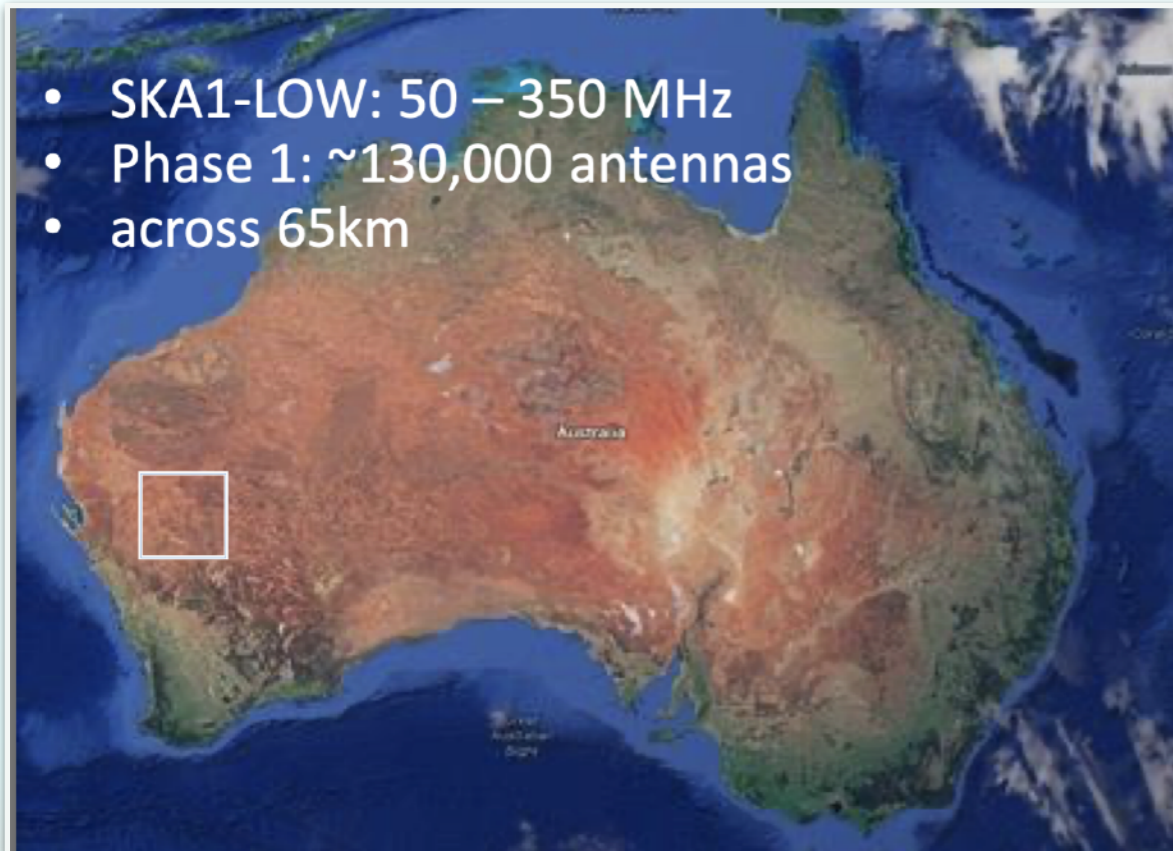 • SKA1-LOW: 50 – 350 MHz
• Phase 1: ~130,000 antennas
• across 65km
Australia